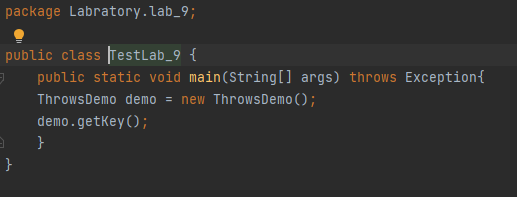 package Labratory.lab_9;
public class TestLab_9 {
public static void main(String[] args) throws Exception{
ThrowsDemo demo = new ThrowsDemo();
demo.getKey();
}
}